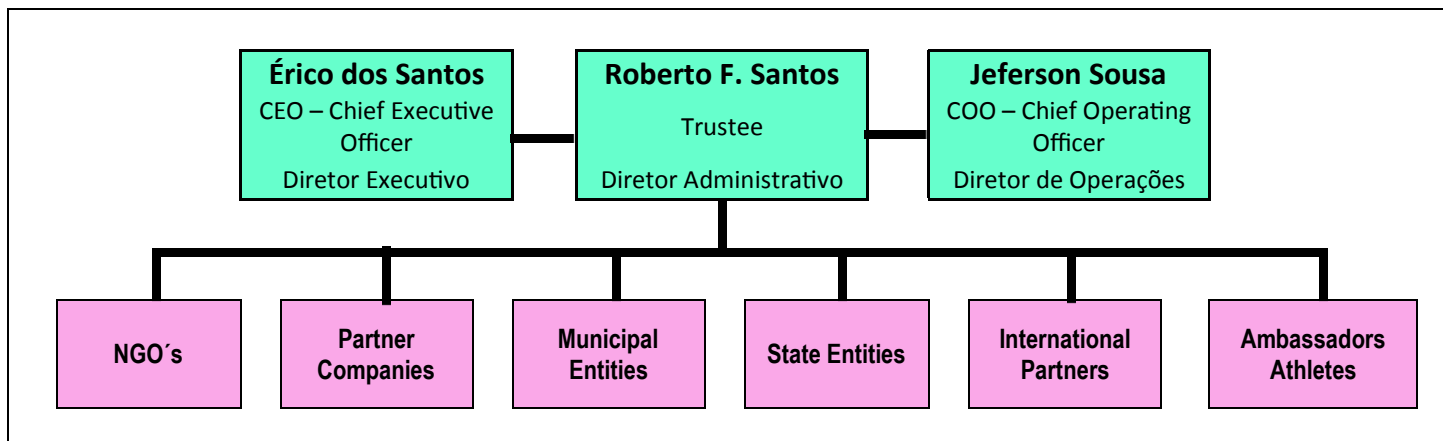 Érico dos Santos
CEO – Chief Executive
Officer
Diretor Executivo
Roberto F. Santos
Trustee
Diretor Administrativo
Jeferson Sousa
COO – Chief Operating
Officer
Diretor de Operações
NGO´s
Partner
Companies
Municipal
Entities
State Entities
International
Partners
Ambassadors
Athletes